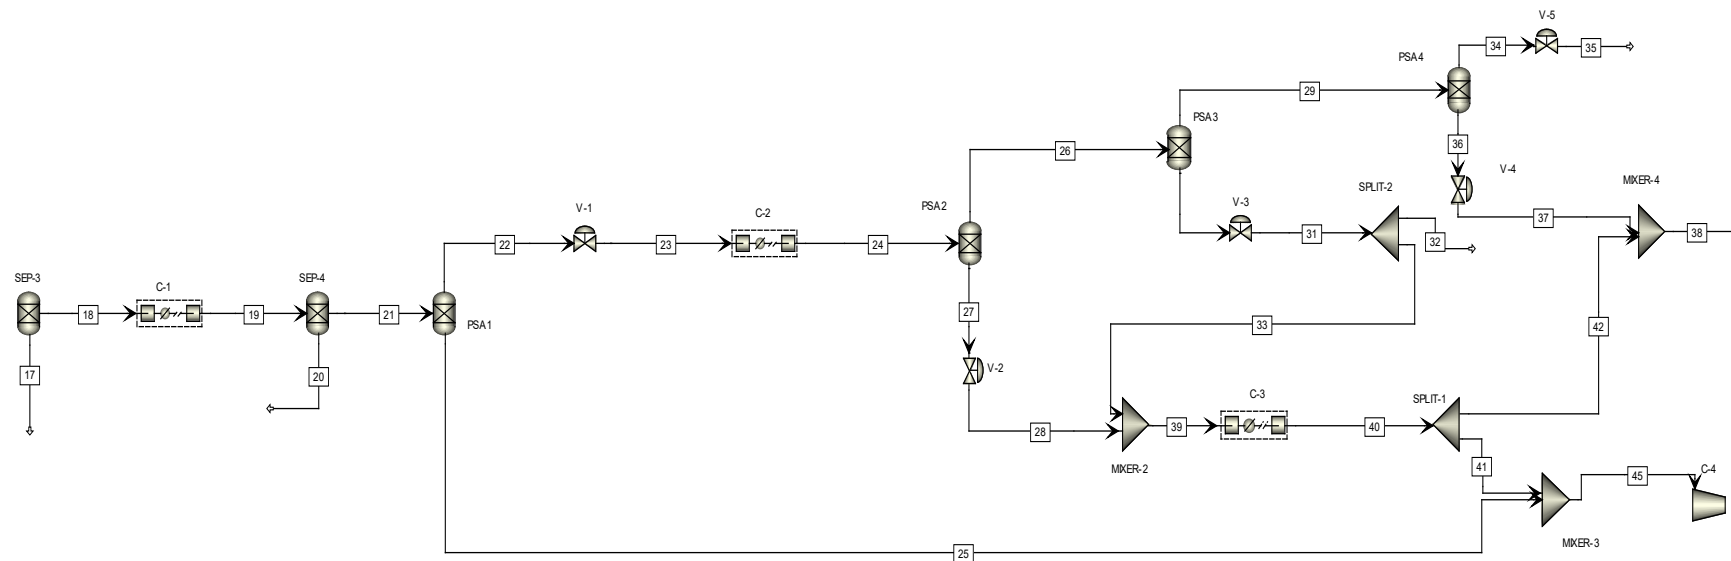 V-5
34
35
PSA4
29
PSA3
36
26
V-4
SPLIT-2
MIXER-4
PSA2
V-1
C-2
V-3
37
22
23
24
31
32
38
SEP-3
C-1
SEP-4
27
18
19
21
PSA1
33
42
17
20
V-2
C-3
SPLIT-1
28
39
40
MIXER-2
41
45
C-4
MIXER-3
25